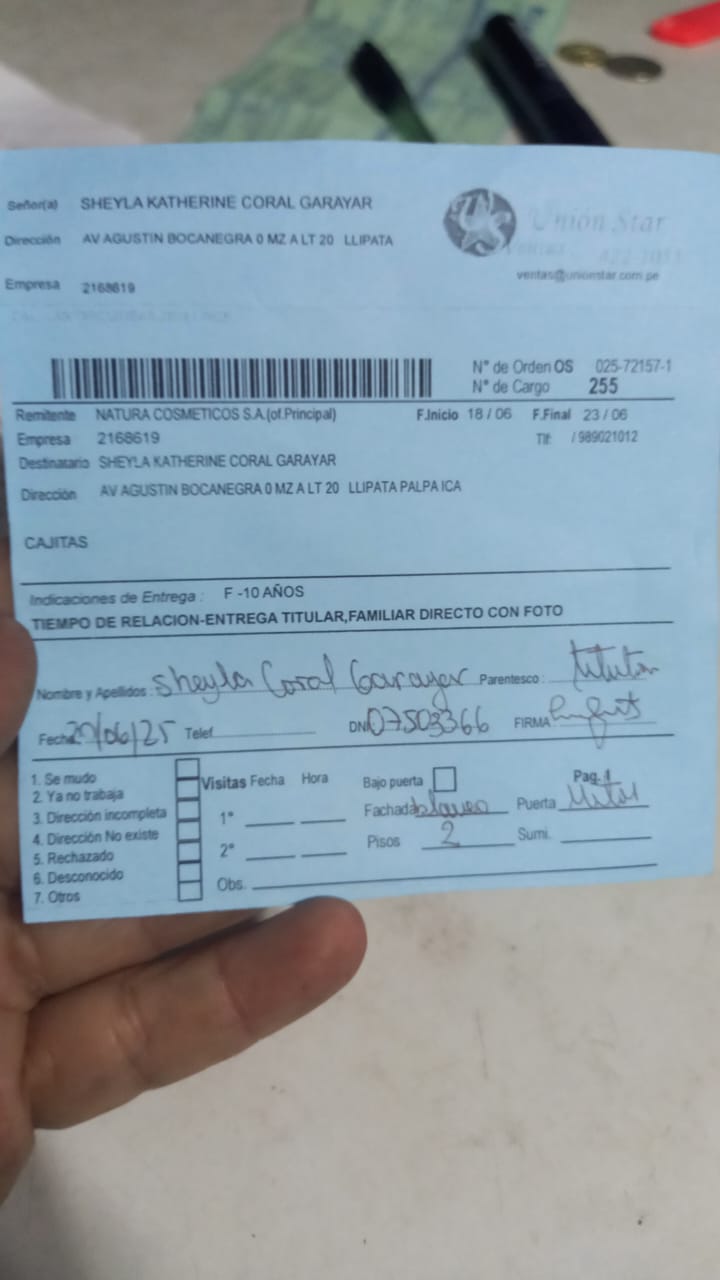 Señor(a) SHEYLA KATHERINE CORAL GARAYAR
Unión Star
Dirección AV AGUSTIN BOCANEGRA 0 MZ A LT 20 LLIPATA
ventas@unionstar.com.pe
Empresa 2168619
N° de Orden OS 025-72157-1
N° de Cargo 255
Remitente NATURA COSMETICOS S.A.(of.Principal) F.Inicio 18 / 06 F.Final 23 / 06
Empresa 2168619 Tlf: / 989021012
Destinatario SHEYLA KATHERINE CORAL GARAYAR
Dirección AV AGUSTIN BOCANEGRA 0 MZ A LT 20 LLIPATA PALPA ICA
CAJITAS
Indicaciones de Entrega : F -10 AÑOS
TIEMPO DE RELACION-ENTREGA TITULAR,FAMILIAR DIRECTO CON FOTO
Nombre y Apellidos : Sheyla Coral Garayar Parentesco : titular
Fecha /06/25 Telef DNI 07503366 FIRMA
1. Se mudo
2. Ya no trabaja
3. Dirección incompleta
4. Dirección No existe
5. Rechazado
6. Desconocido
7. Otros
Visitas Fecha Hora
1°
2°
Obs.
Bajo puerta Pag. 1
Fachada blanco Puerta Metal
Pisos 2 Sumi.